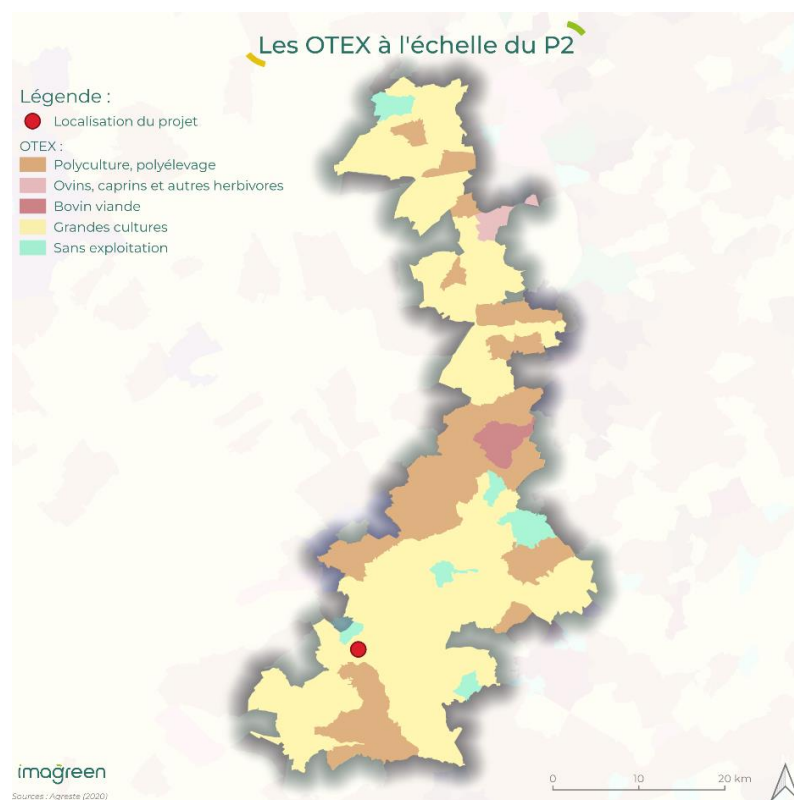 Les OTEX à l'échelle du P2
Légende :
Localisation du projet
OTEX :
Polyculture, polyélevage
Ovins, caprins et autres herbivores
Bovin viande
Grandes cultures
Sans exploitation
imagreen
Sources : Agreste (2020)
0 10 20 km